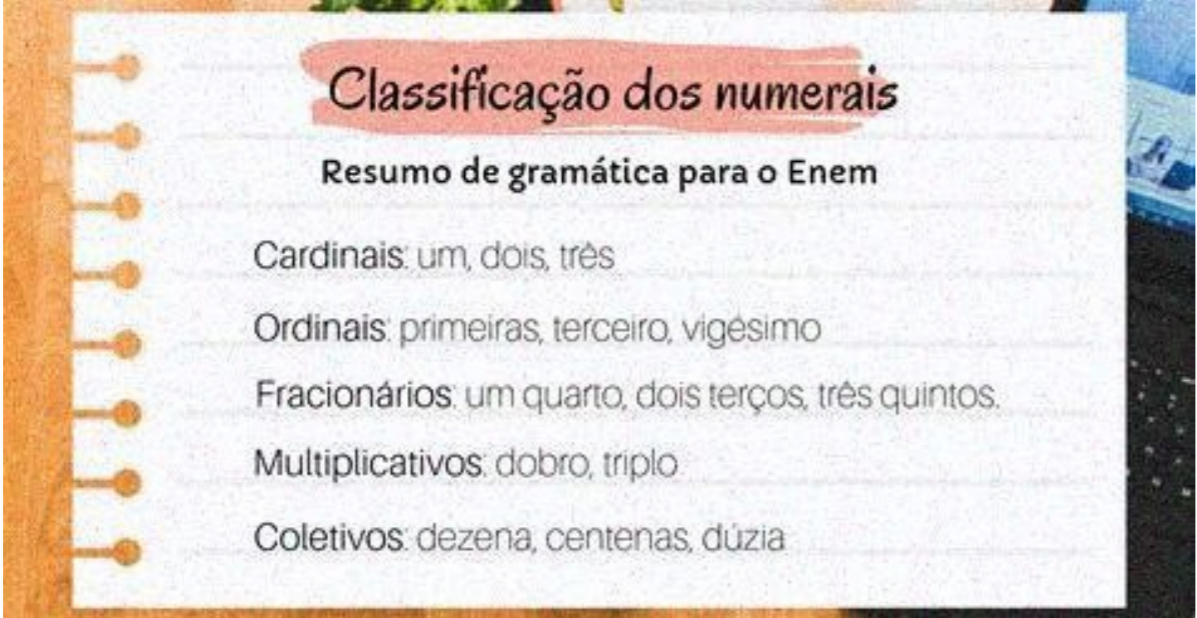 Classificação dos numerais
Resumo de gramática para o Enem
Cardinais: um, dois, três
Ordinais: primeiras, terceiro, vigésimo
Fracionários: um quarto, dois terços, três quintos.
Multiplicativos: dobro, triplo
Coletivos: dezena, centenas, dúzia